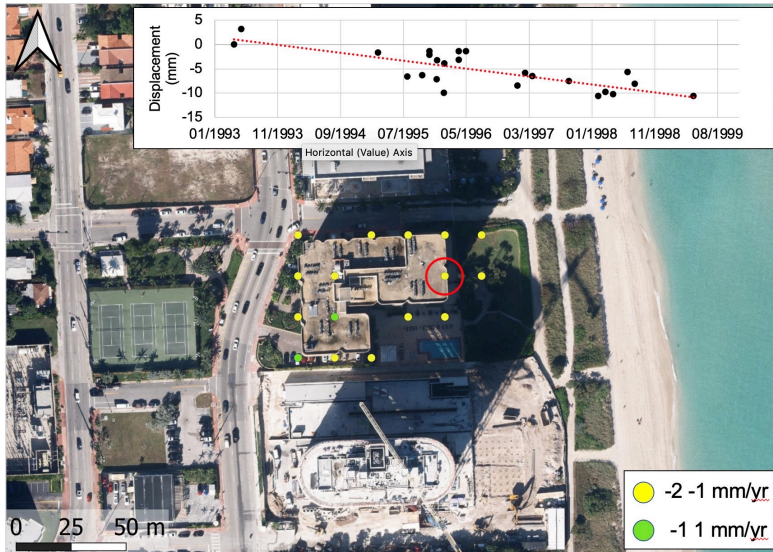 5
0
-5
-10
-15
Displacement
(mm)
01/1993 11/1993 09/1994 07/1995 05/1996 03/1997 01/1998 11/1998 08/1999
Horizontal (Value) Axis
-2 -1 mm/yr
-1 1 mm/yr
0 25 50 m